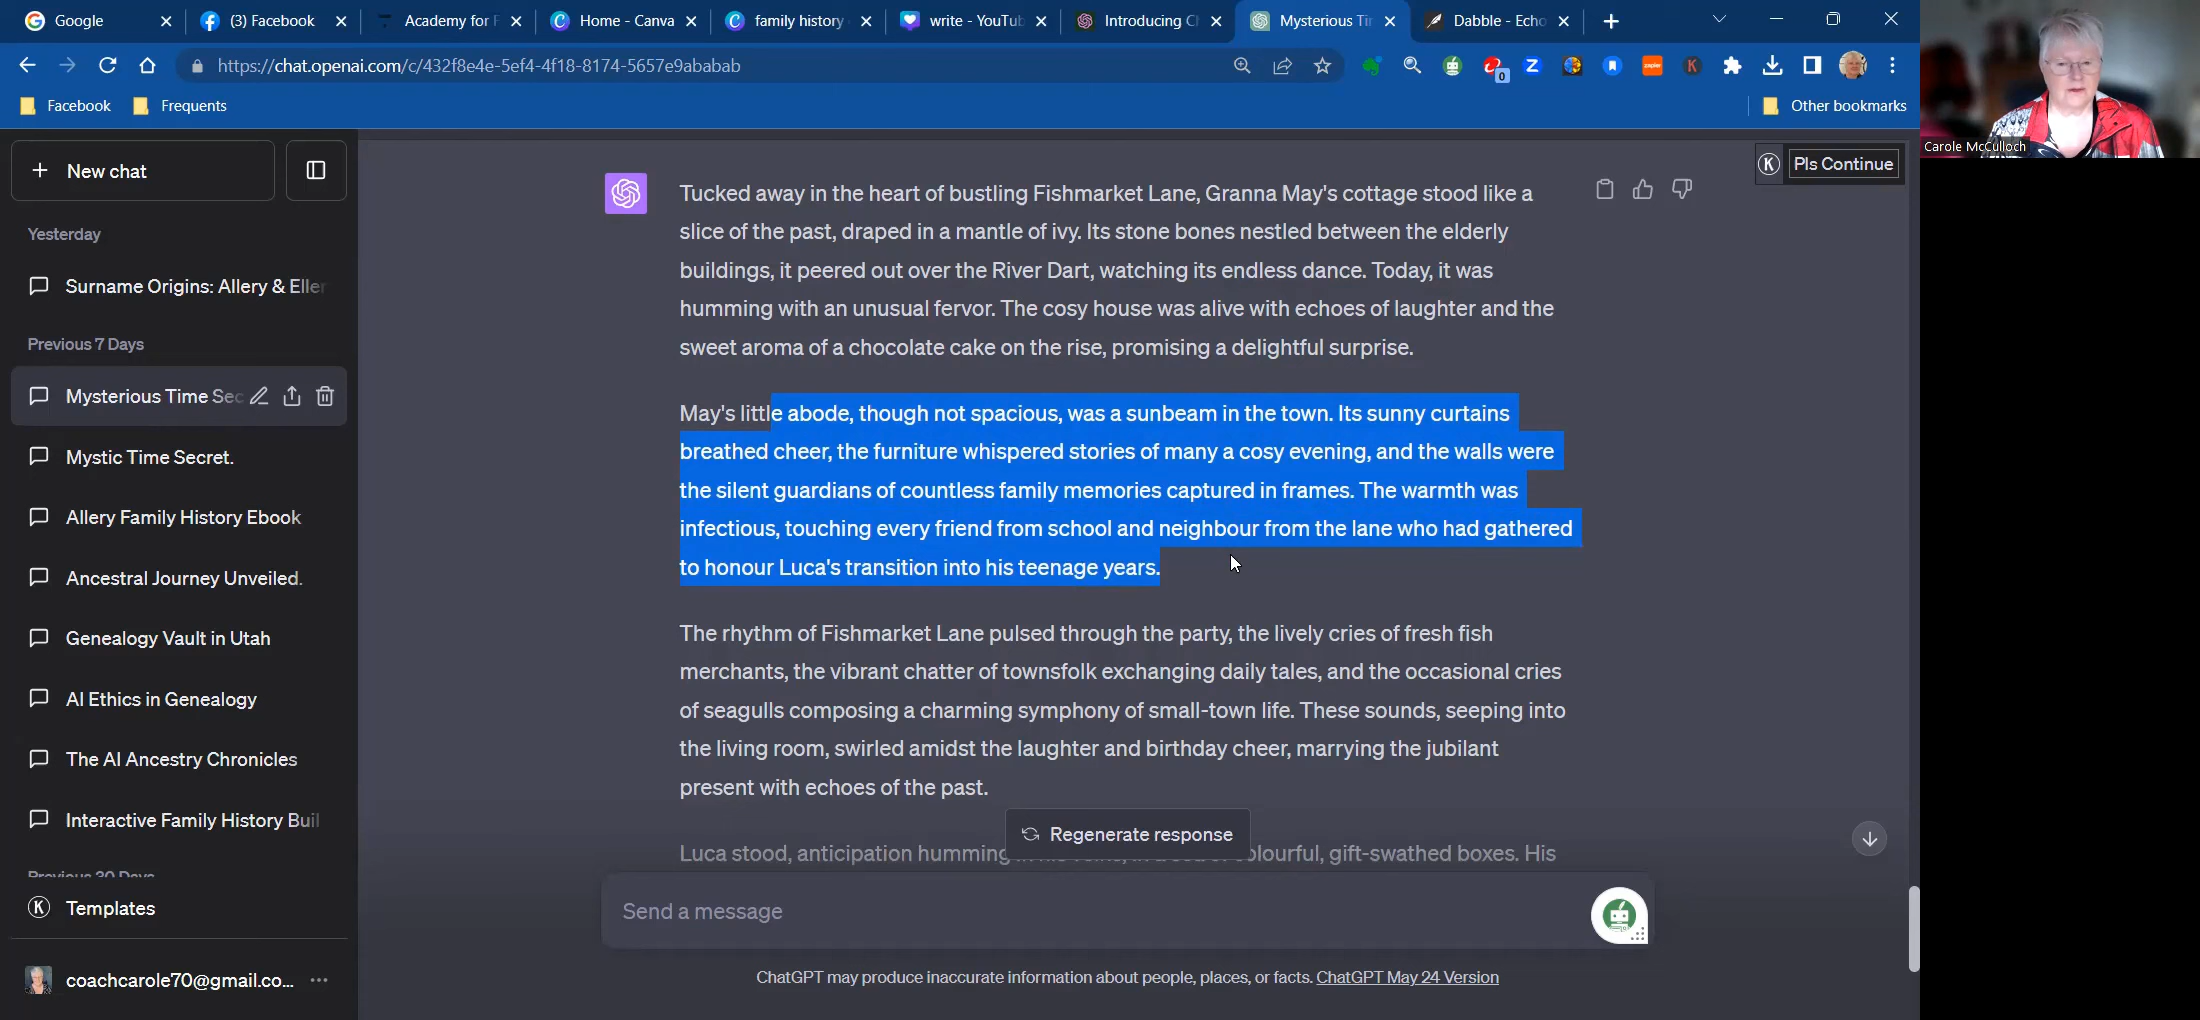 Google
(3) Facebook
Academy for F
Home - Canva
family history
write - YouTub
Introducing Ch
Mysterious Tir
Dabble - Echo
https://chat.openai.com/c/432f8e4e-5ef4-4f18-8174-5657e9ababab
0
zapier
K
Facebook
Frequents
Other bookmarks
Carole McCulloch
New chat
K Pls Continue
Yesterday
Surname Origins: Allery & Eller
Previous 7 Days
Mysterious Time Sec
Mystic Time Secret.
Allery Family History Ebook
Ancestral Journey Unveiled.
Genealogy Vault in Utah
AI Ethics in Genealogy
The AI Ancestry Chronicles
Interactive Family History Buil
Previous 30 Days
K Templates
coachcarole70@gmail.co...
Tucked away in the heart of bustling Fishmarket Lane, Granna May's cottage stood like a
slice of the past, draped in a mantle of ivy. Its stone bones nestled between the elderly
buildings, it peered out over the River Dart, watching its endless dance. Today, it was
humming with an unusual fervor. The cosy house was alive with echoes of laughter and the
sweet aroma of a chocolate cake on the rise, promising a delightful surprise.
May's little abode, though not spacious, was a sunbeam in the town. Its sunny curtains
breathed cheer, the furniture whispered stories of many a cosy evening, and the walls were
the silent guardians of countless family memories captured in frames. The warmth was
infectious, touching every friend from school and neighbour from the lane who had gathered
to honour Luca's transition into his teenage years.
The rhythm of Fishmarket Lane pulsed through the party, the lively cries of fresh fish
merchants, the vibrant chatter of townsfolk exchanging daily tales, and the occasional cries
of seagulls composing a charming symphony of small-town life. These sounds, seeping into
the living room, swirled amidst the laughter and birthday cheer, marrying the jubilant
present with echoes of the past.
Regenerate response
Luca stood, anticipation humming colourful, gift-swathed boxes. His
Send a message
ChatGPT may produce inaccurate information about people, places, or facts. ChatGPT May 24 Version